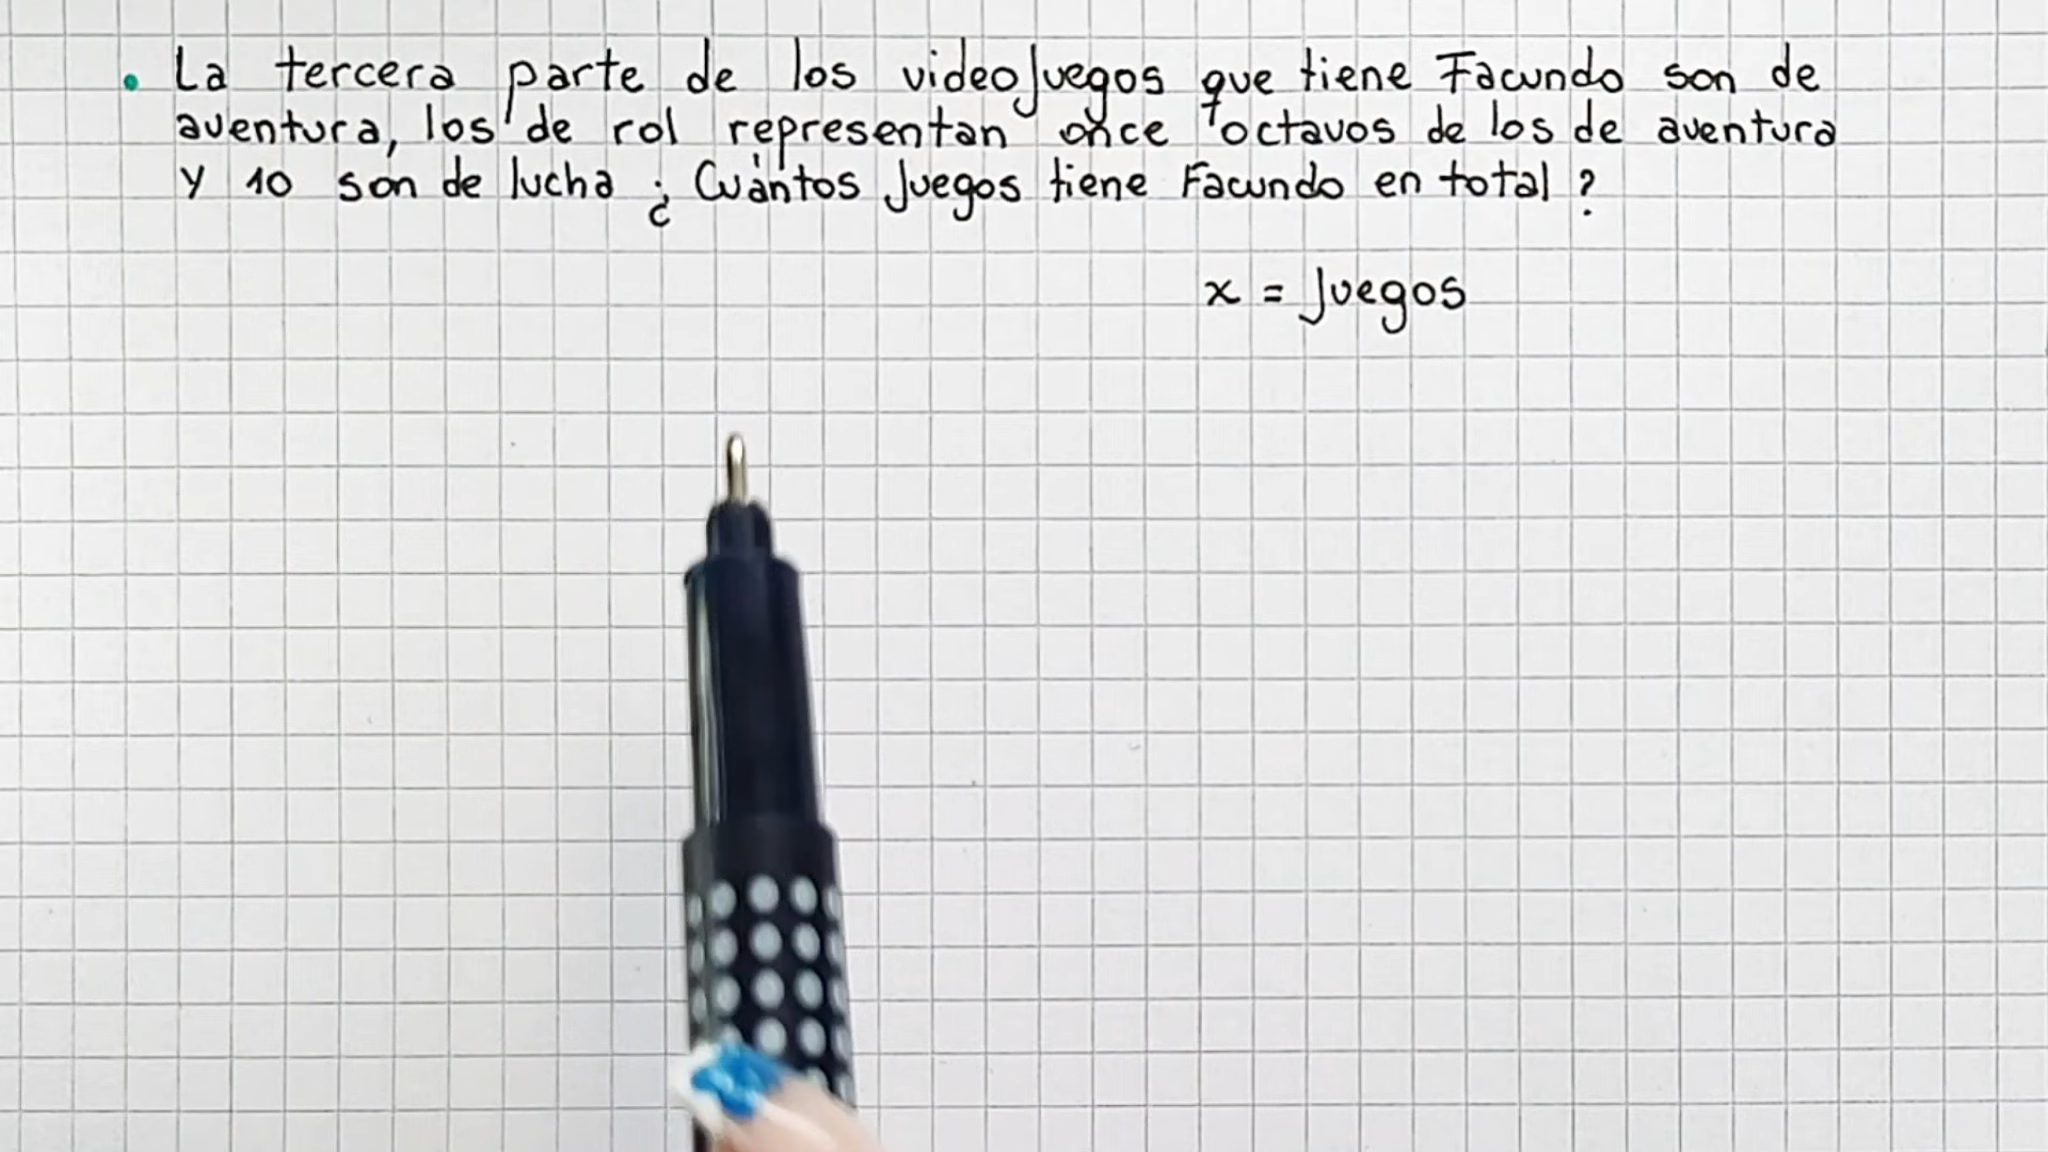 • La tercera parte de los videojuegos que tiene Facundo son de
aventura, los de rol representan once octavos de los de aventura
y 10 son de lucha ¿ Cuántos juegos tiene Facundo en total ?
x = Juegos